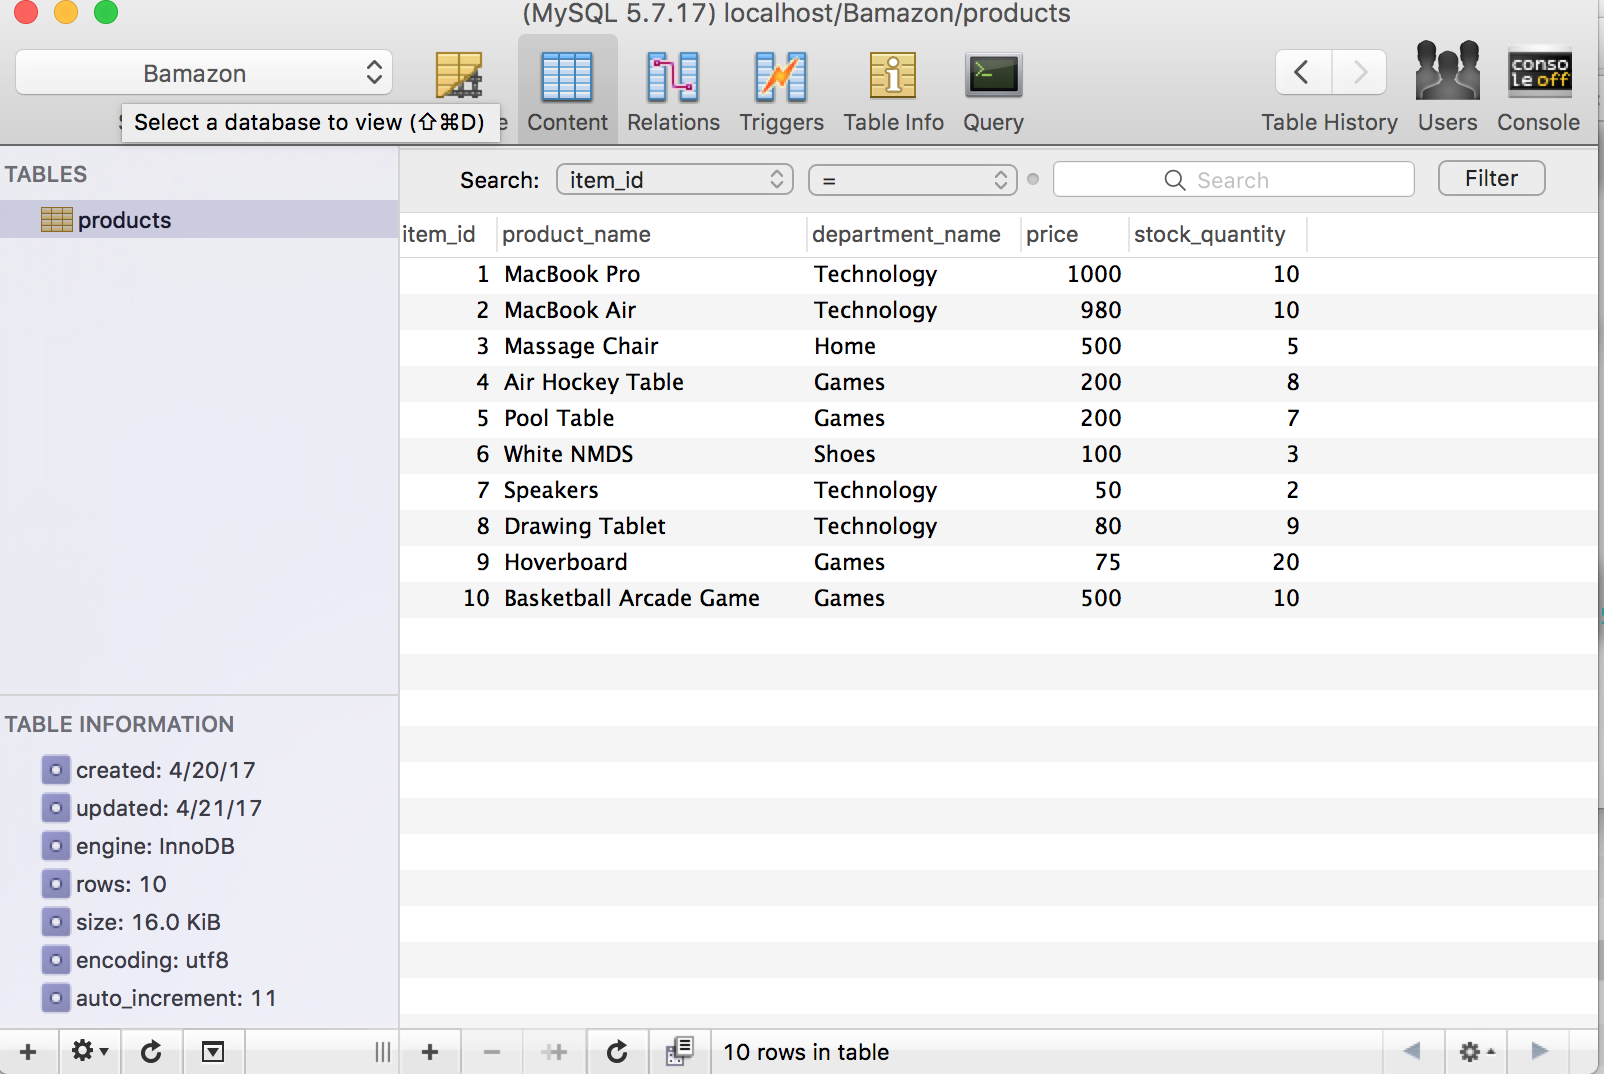 (MySQL 5.7.17) localhost/Bamazon/products
Bamazon
Select a database to view (⇧⌘D)
Content
Relations
Triggers
Table Info
Query
Table History
Users
Console
conso
le off
TABLES
products
Search: item_id = Search Filter
item_id product_name department_name price stock_quantity
1 MacBook Pro Technology 1000 10
2 MacBook Air Technology 980 10
3 Massage Chair Home 500 5
4 Air Hockey Table Games 200 8
5 Pool Table Games 200 7
6 White NMDS Shoes 100 3
7 Speakers Technology 50 2
8 Drawing Tablet Technology 80 9
9 Hoverboard Games 75 20
10 Basketball Arcade Game Games 500 10
TABLE INFORMATION
created: 4/20/17
updated: 4/21/17
engine: InnoDB
rows: 10
size: 16.0 KiB
encoding: utf8
auto_increment: 11
10 rows in table